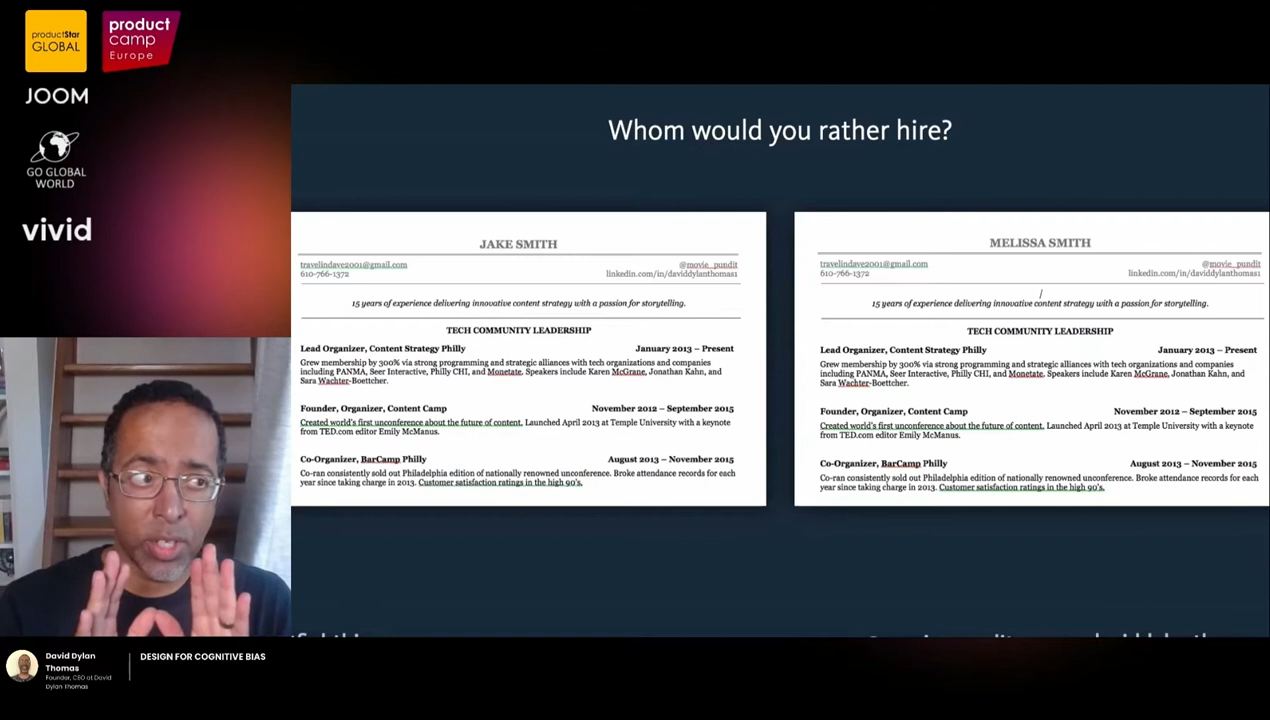 productStar
GLOBAL
product
camp
Europe
JOOM
GO GLOBAL
WORLD
vivid
Whom would you rather hire?
JAKE SMITH
travelindave2001@gmail.com
@movie_pundit
610-766-1372
linkedin.com/in/daviddylanthomas1
15 years of experience delivering innovative content strategy with a passion for storytelling.
TECH COMMUNITY LEADERSHIP
Lead Organizer, Content Strategy Philly
January 2013 – Present
Grew membership by 300% via strong programming and strategic alliances with tech organizations and companies
including PANMA, Seer Interactive, Philly CHI, and Monetate. Speakers include Karen McGrane, Jonathan Kahn, and
Sara Wachter-Boettcher.
Founder, Organizer, Content Camp
November 2012 – September 2015
Created world's first unconference about the future of content. Launched April 2013 at Temple University with a keynote
from TED.com editor Emily McManus.
Co-Organizer, BarCamp Philly
August 2013 – November 2015
Co-ran consistently sold out Philadelphia edition of nationally renowned unconference. Broke attendance records for each
year since taking charge in 2013. Customer satisfaction ratings in the high 90's.
MELISSA SMITH
travelindave2001@gmail.com
@movie_pundit
610-766-1372
linkedin.com/in/daviddylanthomas1
/
15 years of experience delivering innovative content strategy with a passion for storytelling.
TECH COMMUNITY LEADERSHIP
Lead Organizer, Content Strategy Philly
January 2013 – Present
Grew membership by 300% via strong programming and strategic alliances with tech organizations and companies
including PANMA, Seer Interactive, Philly CHI, and Monetate. Speakers include Karen McGrane, Jonathan Kahn, and
Sara Wachter-Boettcher.
Founder, Organizer, Content Camp
November 2012 – September 2015
Created world's first unconference about the future of content. Launched April 2013 at Temple University with a keynote
from TED.com editor Emily McManus.
Co-Organizer, BarCamp Philly
August 2013 – November 2015
Co-ran consistently sold out Philadelphia edition of nationally renowned unconference. Broke attendance records for each
year since taking charge in 2013. Customer satisfaction ratings in the high 90's.
David Dylan
Thomas
Founder, CEO at David
Dylan Thomas
DESIGN FOR COGNITIVE BIAS